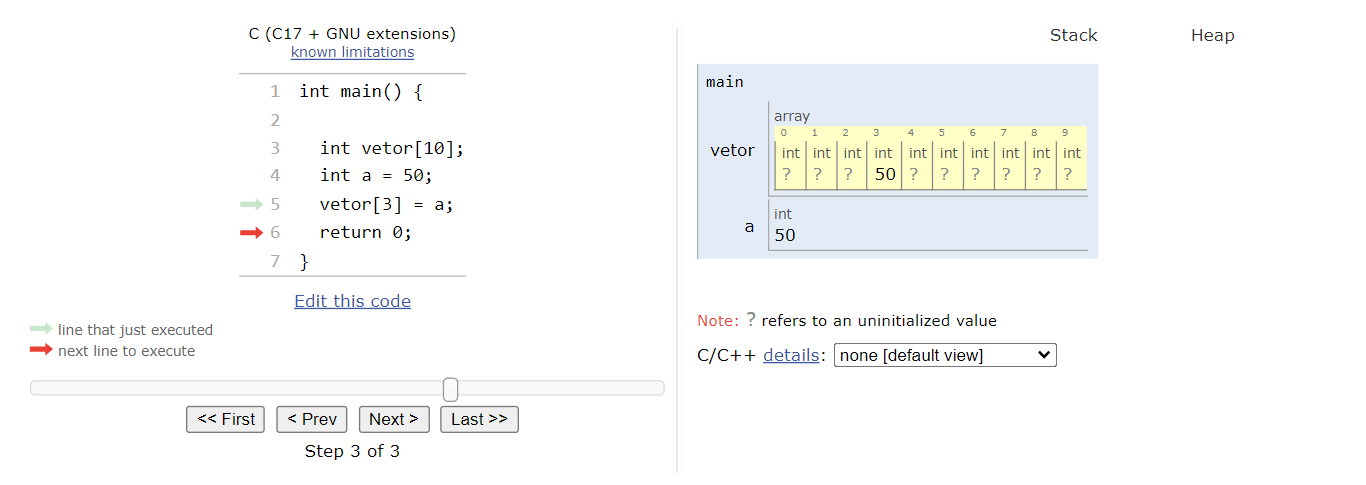 C (C17 + GNU extensions)
known limitations
1 int main() {
2
3 int vetor[10];
4 int a = 50;
5 vetor[3] = a;
6 return 0;
7 }
Edit this code
line that just executed
next line to execute
<< First < Prev Next > Last >>
Step 3 of 3
Stack Heap
main
array
0 1 2 3 4 5 6 7 8 9
vetor
int int int int int int int int int int
? ? ? 50 ? ? ? ? ? ?
int
a
50
Note: ? refers to an uninitialized value
C/C++ details: none [default view]